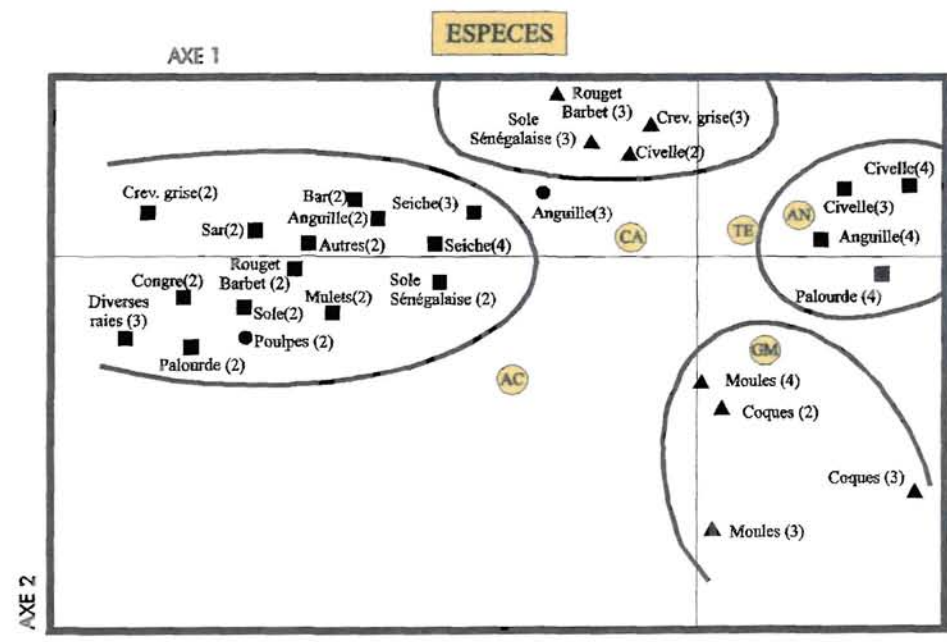 ESPECES
AXE 1
Rouget
Barbet (3)
Sole
Sénégalaise (3)
Crev. grise(3)
Civelle(2)
Crev. grise(2)
Bar(2)
Anguille(2)
Seiche(3)
Anguille(3)
Sar(2)
Autres(2)
Seiche(4)
CA
TE
AN
Civelle(4)
Civelle(3)
Anguille(4)
Palourde (4)
Congre(2)
Rouget
Barbet (2)
Sole
Sénégalaise (2)
Diverses
raies (3)
Sole(2)
Mulets(2)
Poulpes (2)
Palourde (2)
AC
GM
Moules (4)
Coques (2)
Coques (3)
Moules (3)
AXE 2